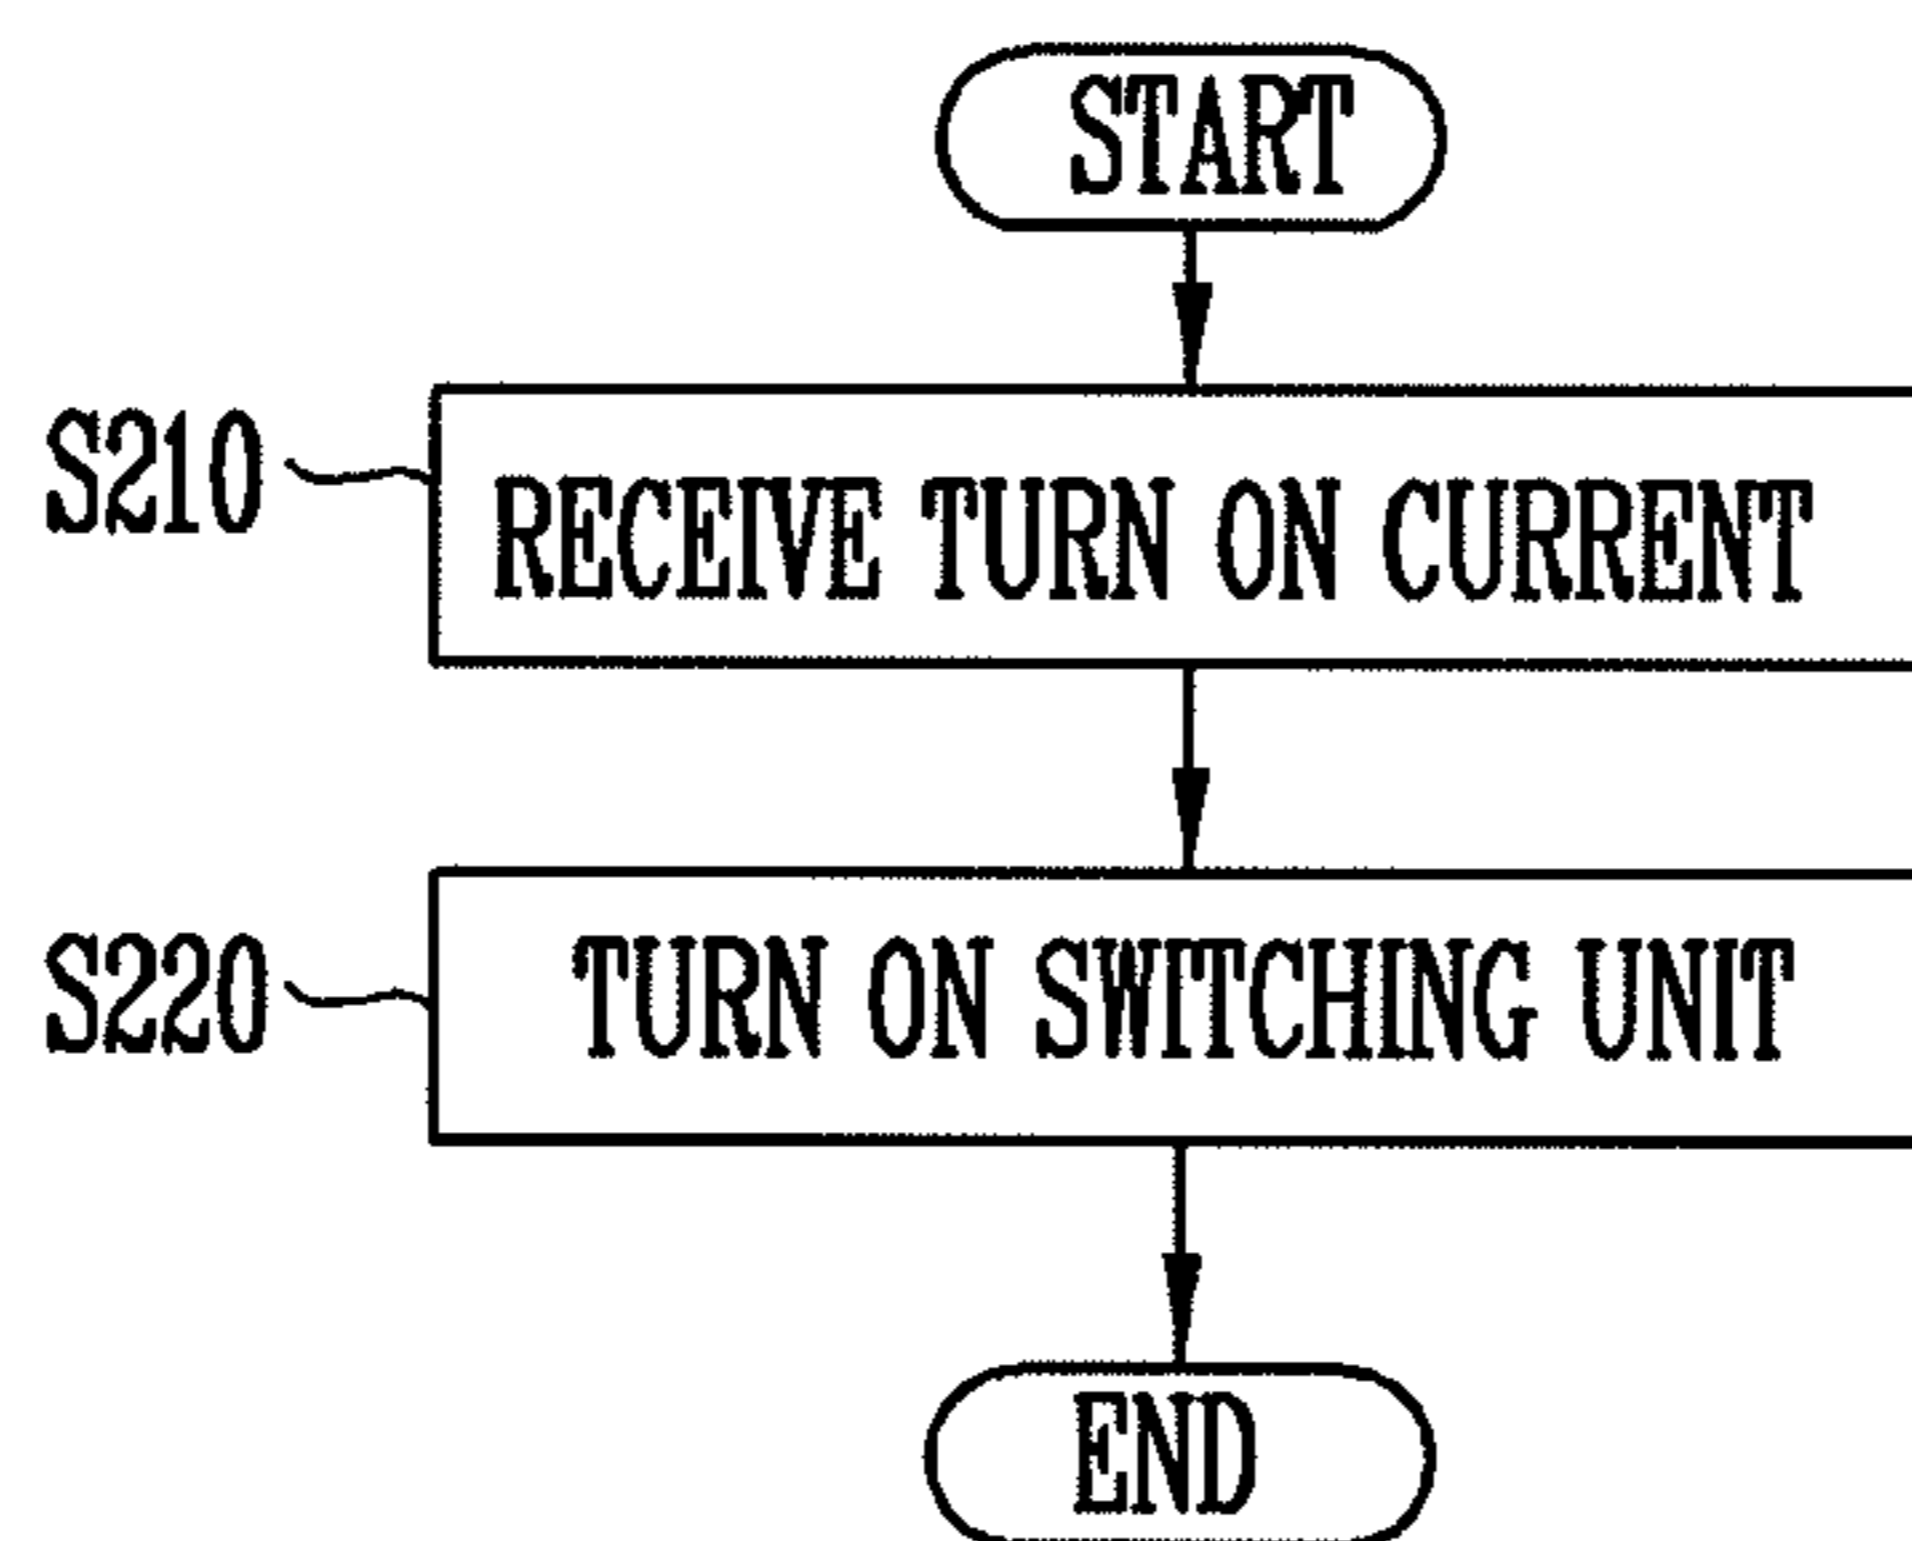 START
S210
RECEIVE TURN ON CURRENT
S220
TURN ON SWITCHING UNIT
END